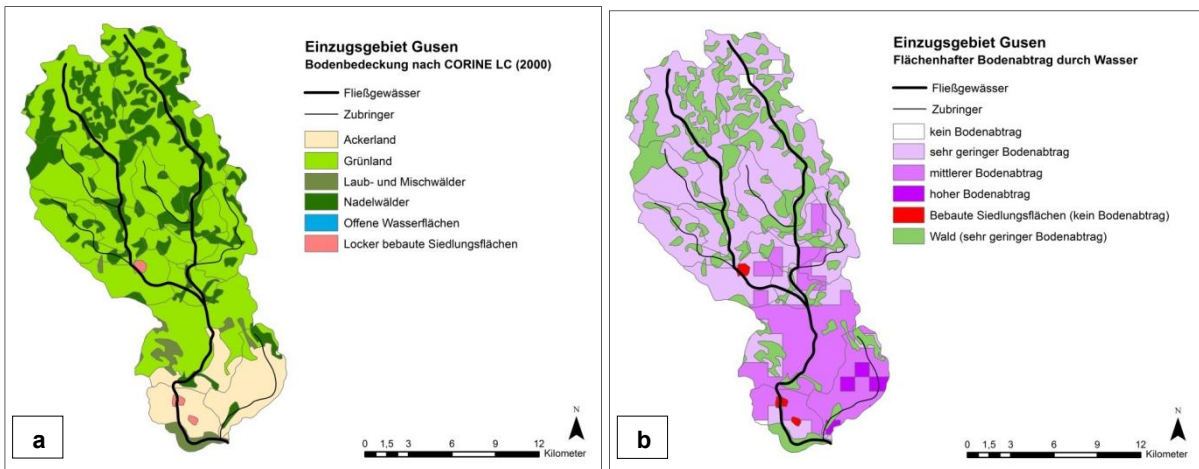 Einzugsgebiet Gusen
Bodenbedeckung nach CORINE LC (2000)
Fließgewässer
Zubringer
Ackerland
Grünland
Laub- und Mischwälder
Nadelwälder
Offene Wasserflächen
Locker bebaute Siedlungsflächen
N
0 1,5 3 6 9 12
Kilometer
a
Einzugsgebiet Gusen
Flächenhafter Bodenabtrag durch Wasser
Fließgewässer
Zubringer
kein Bodenabtrag
sehr geringer Bodenabtrag
mittlerer Bodenabtrag
hoher Bodenabtrag
Bebaute Siedlungsflächen (kein Bodenabtrag)
Wald (sehr geringer Bodenabtrag)
N
0 1,5 3 6 9 12
Kilometer
b